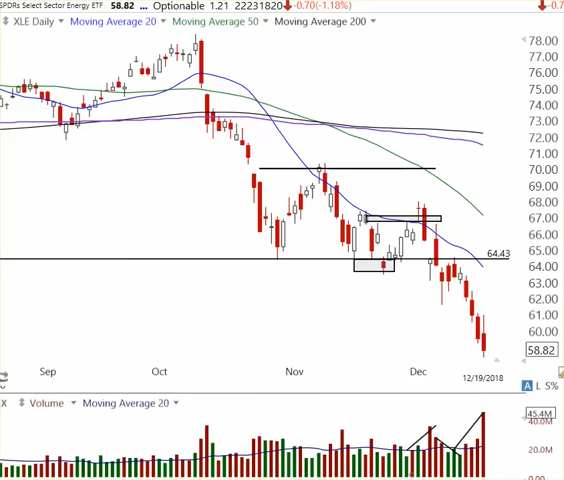 SPDRs Select Sector Energy ETF 58.82 ... Optionable 1.21 22231820 -0.70(-1.18%) -0.7
XLE Daily Moving Average 20 Moving Average 50 Moving Average 200
78.00
77.00
76.00
75.00
74.00
73.00
72.00
71.00
70.00
69.00
68.00
67.00
66.00
65.00
64.43
64.00
63.00
62.00
61.00
60.00
58.82
Sep Oct Nov Dec
12/19/2018
A L S%
X Volume Moving Average 20
45.4M
40.0M
20.0M
0.00